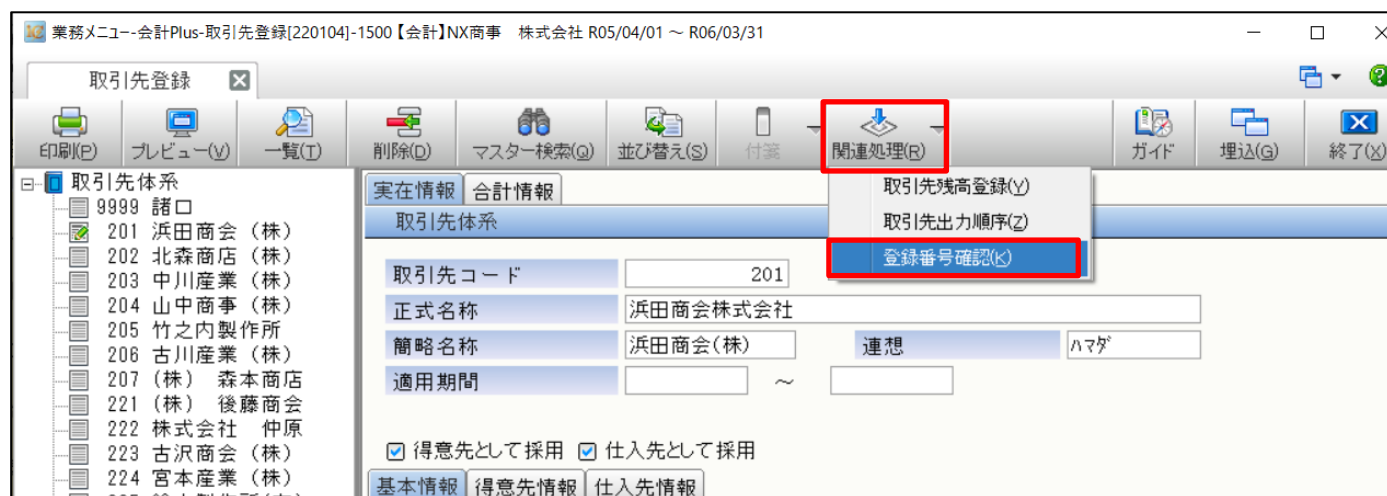 業務メニュー-会計Plus-取引先登録[220104]-1500【会計】NX商事　株式会社 R05/04/01 ～ R06/03/31
取引先登録
印刷(P) プレビュー(V) 一覧(T) 削除(D) マスター検索(Q) 並び替え(S) 付箋 関連処理(R) ガイド 埋込(G) 終了(X)
取引先残高登録(Y)
取引先出力順序(Z)
登録番号確認(K)
取引先体系
9999 諸口
201 浜田商会（株）
202 北森商店（株）
203 中川産業（株）
204 山中商事（株）
205 竹之内製作所
206 古川産業（株）
207 （株）　森本商店
221 （株）　後藤商会
222 株式会社　仲原
223 古沢商会（株）
224 宮本産業（株）
実在情報 合計情報
取引先体系
取引先コード 201
正式名称 浜田商会株式会社
簡略名称 浜田商会(株) 連想 ﾊﾏﾀﾞ
適用期間 ～
得意先として採用 仕入先として採用
基本情報 得意先情報 仕入先情報